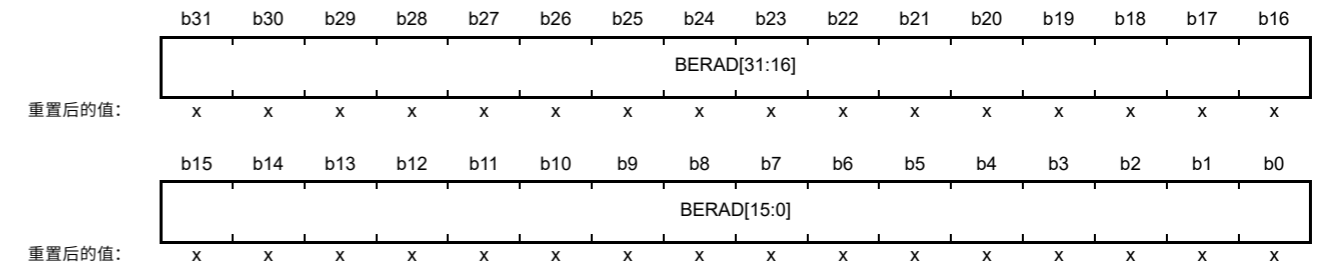 b31 b30 b29 b28 b27 b26 b25 b24 b23 b22 b21 b20 b19 b18 b17 b16
BERAD[31:16]
重置后的值： x x x x x x x x x x x x x x x x
b15 b14 b13 b12 b11 b10 b9 b8 b7 b6 b5 b4 b3 b2 b1 b0
BERAD[15:0]
重置后的值： x x x x x x x x x x x x x x x x